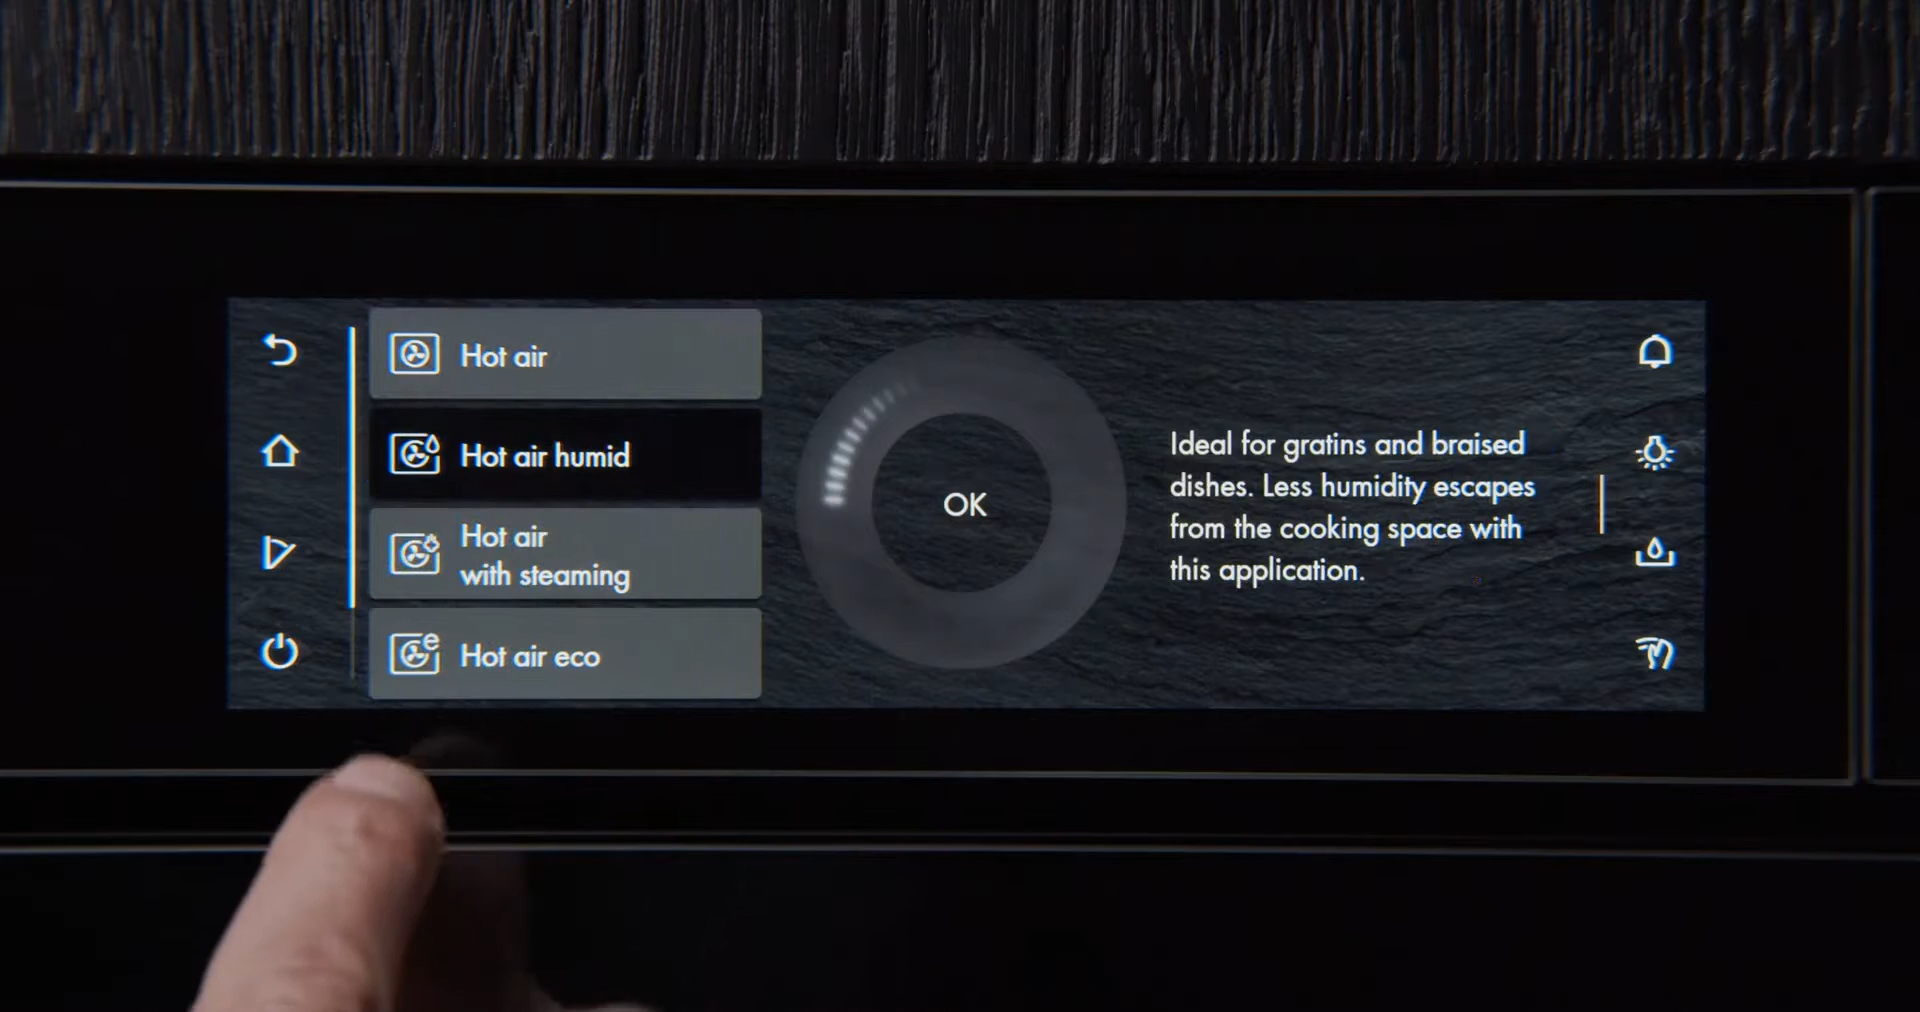 Hot air
Hot air humid
Hot air
with steaming
Hot air eco
OK
Ideal for gratins and braised
dishes. Less humidity escapes
from the cooking space with
this application.